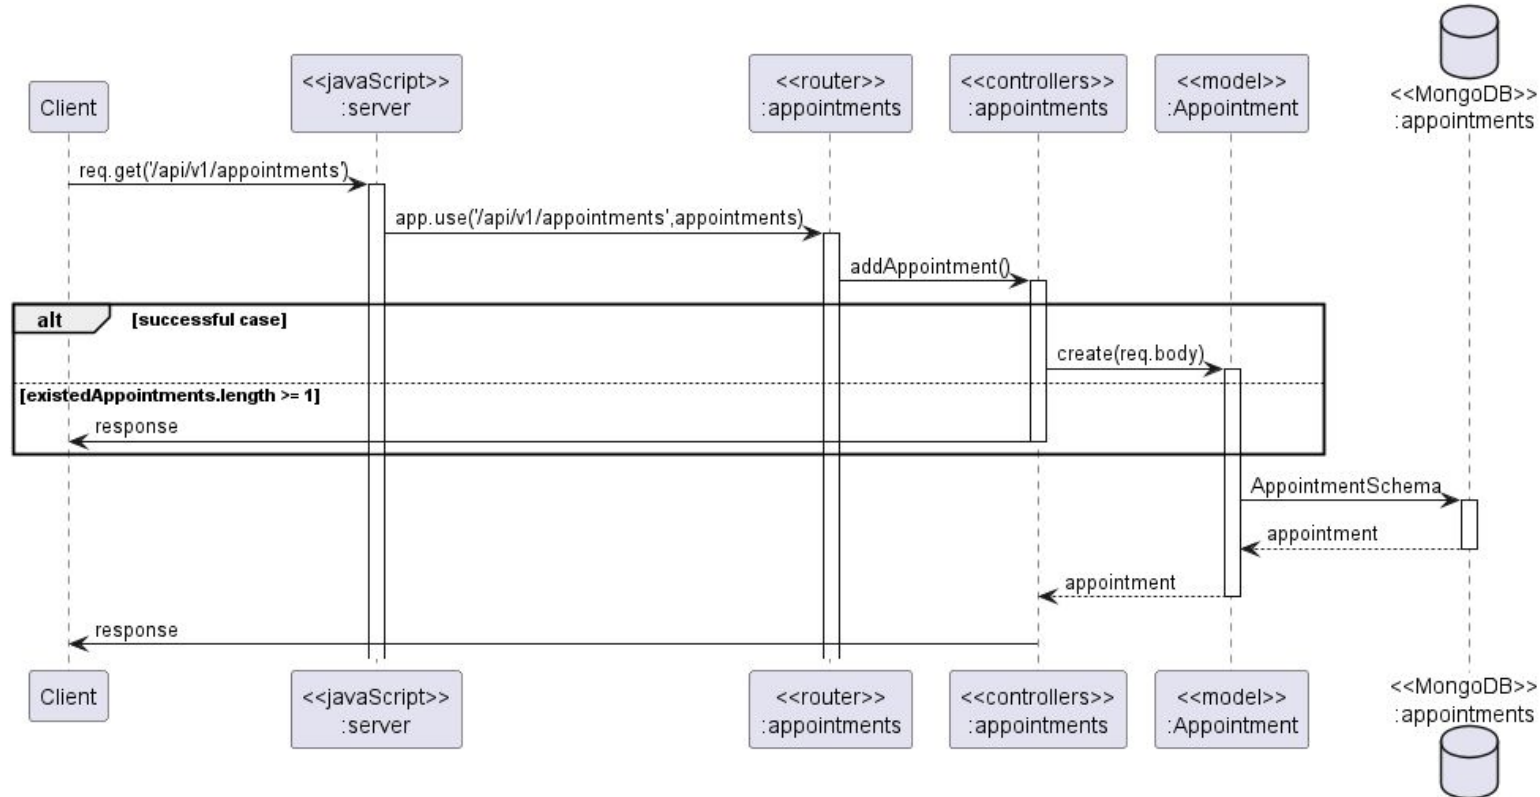 <<javaScript>>
:server
<<router>>
:appointments
<<controllers>>
:appointments
<<model>>
:Appointment
<<MongoDB>>
:appointments
Client
req.get('/api/v1/appointments')
app.use('/api/v1/appointments',appointments)
addAppointment()
alt
[successful case]
create(req.body)
[existedAppointments.length >= 1]
response
AppointmentSchema
appointment
appointment
response
Client
<<javaScript>>
:server
<<router>>
:appointments
<<controllers>>
:appointments
<<model>>
:Appointment
<<MongoDB>>
:appointments